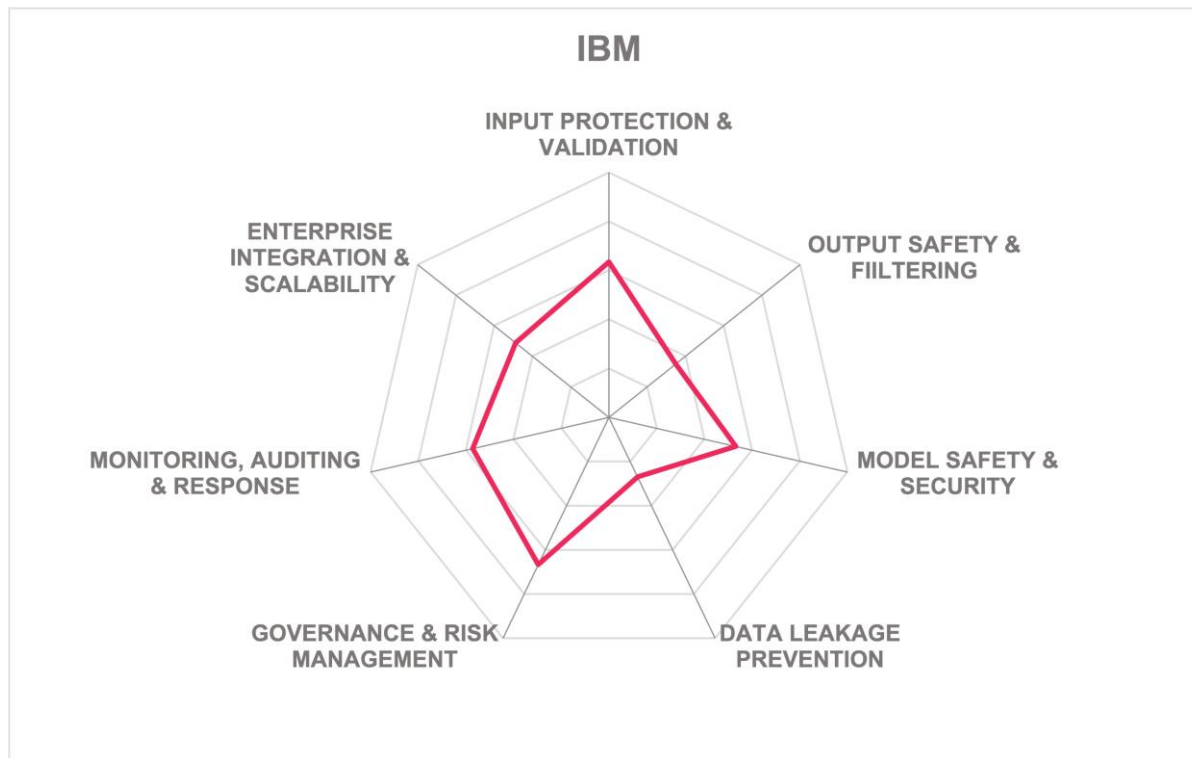 IBM
INPUT PROTECTION &
VALIDATION
OUTPUT SAFETY &
FIILTERING
MODEL SAFETY &
SECURITY
DATA LEAKAGE
PREVENTION
GOVERNANCE & RISK
MANAGEMENT
MONITORING, AUDITING
& RESPONSE
ENTERPRISE
INTEGRATION &
SCALABILITY